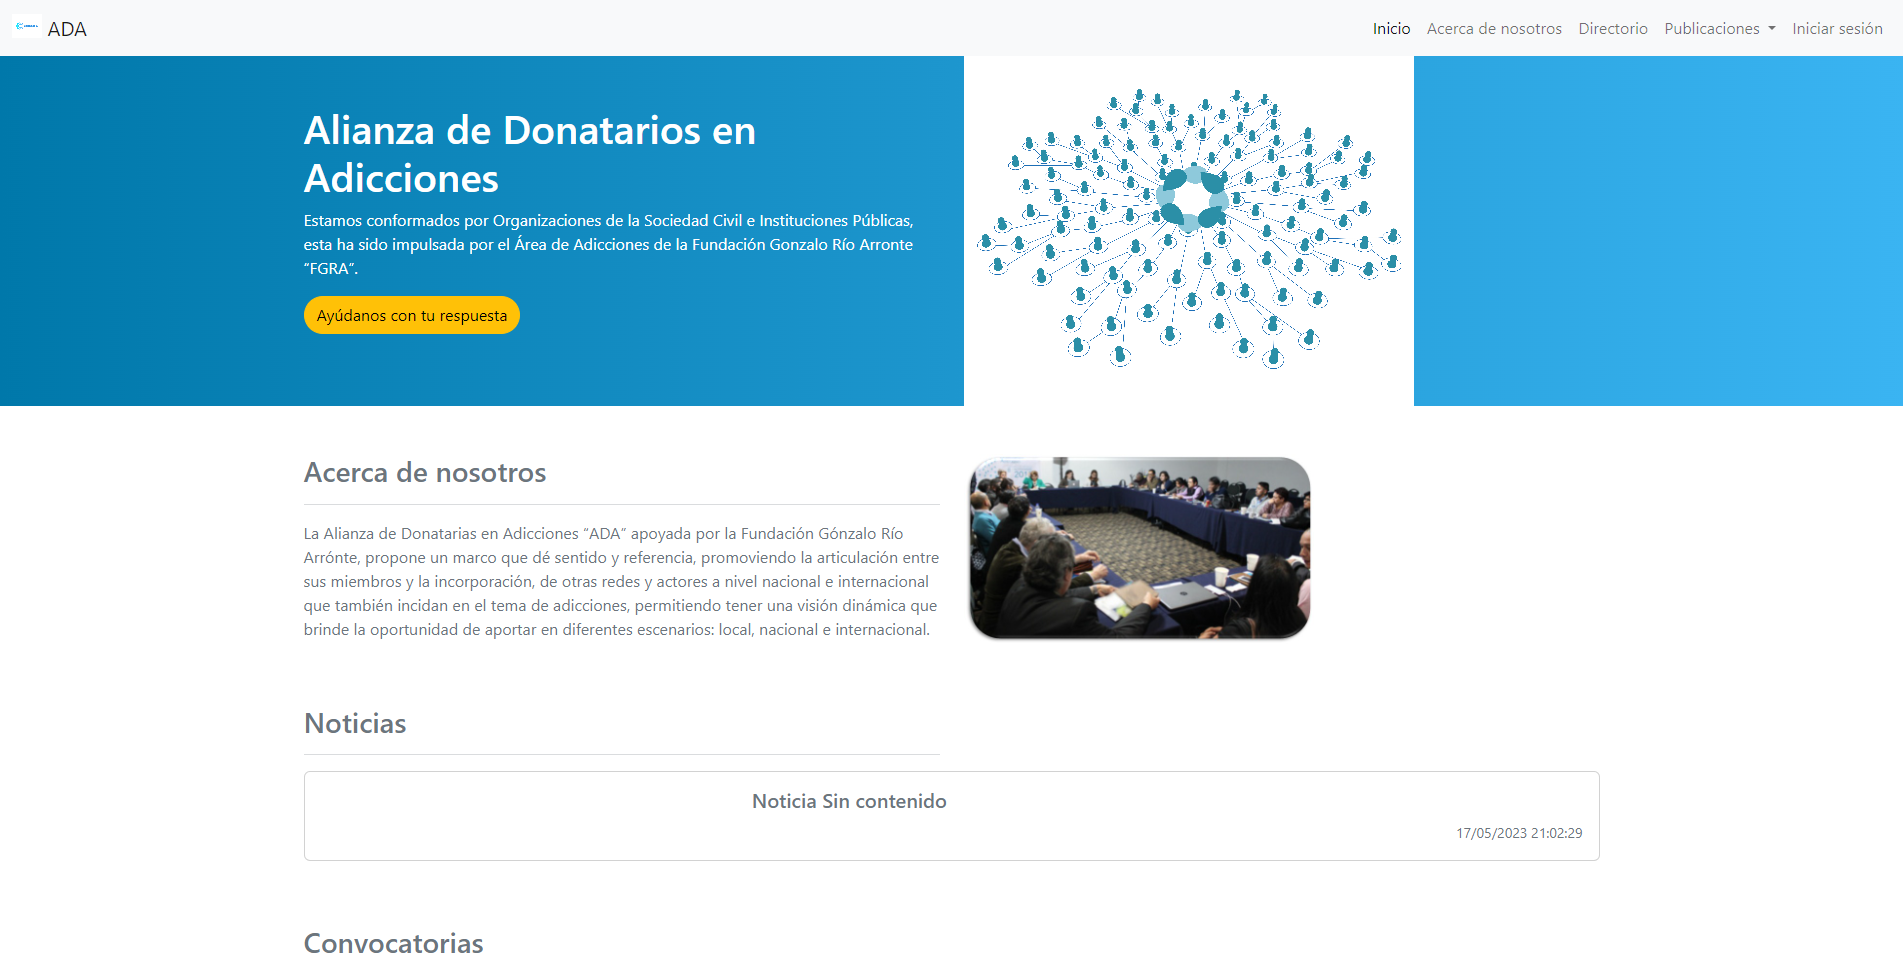 ADA
Inicio Acerca de nosotros Directorio Publicaciones Iniciar sesión
Alianza de Donatarios en
Adicciones
Estamos conformados por Organizaciones de la Sociedad Civil e Instituciones Públicas,
esta ha sido impulsada por el Área de Adicciones de la Fundación Gonzalo Río Arronte
“FGRA”.
Ayúdanos con tu respuesta
Acerca de nosotros
La Alianza de Donatarias en Adicciones “ADA” apoyada por la Fundación Gónzalo Río
Arrónte, propone un marco que dé sentido y referencia, promoviendo la articulación entre
sus miembros y la incorporación, de otras redes y actores a nivel nacional e internacional
que también incidan en el tema de adicciones, permitiendo tener una visión dinámica que
brinde la oportunidad de aportar en diferentes escenarios: local, nacional e internacional.
Noticias
Noticia Sin contenido
17/05/2023 21:02:29
Convocatorias